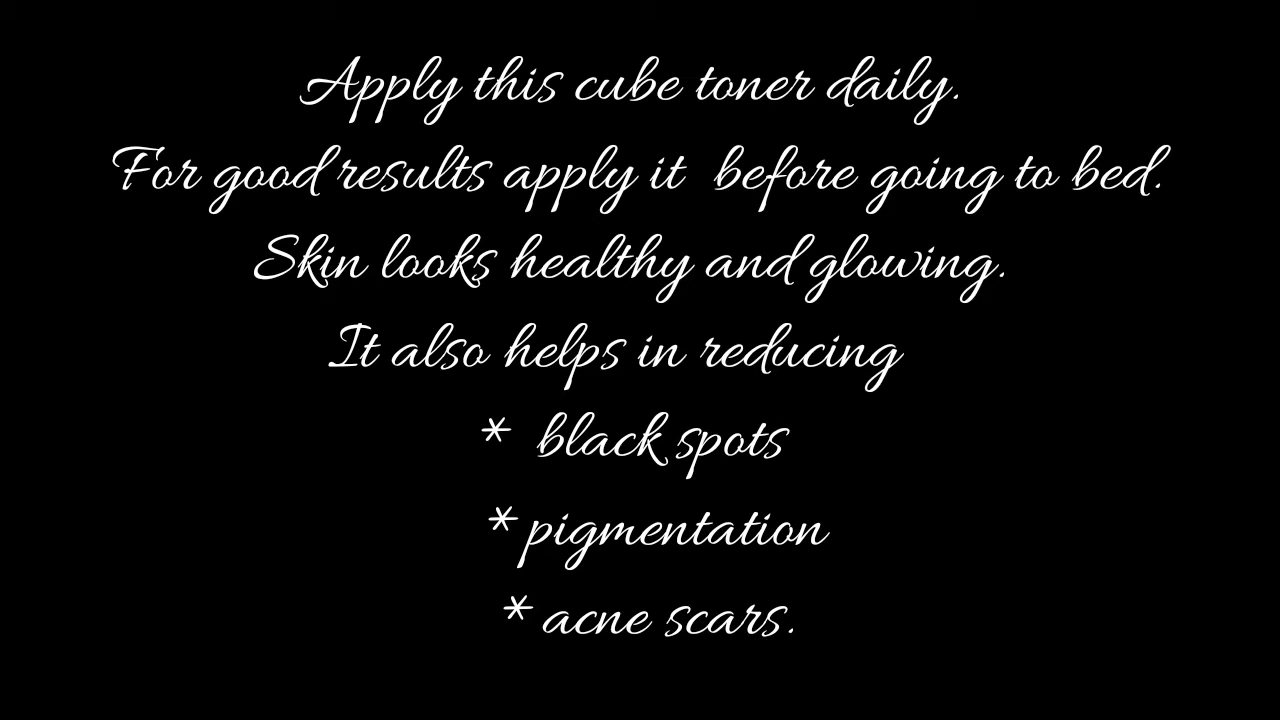 Apply this cube toner daily.
For good results apply it before going to bed.
Skin looks healthy and glowing.
It also helps in reducing
* black spots
* pigmentation
* acne scars.